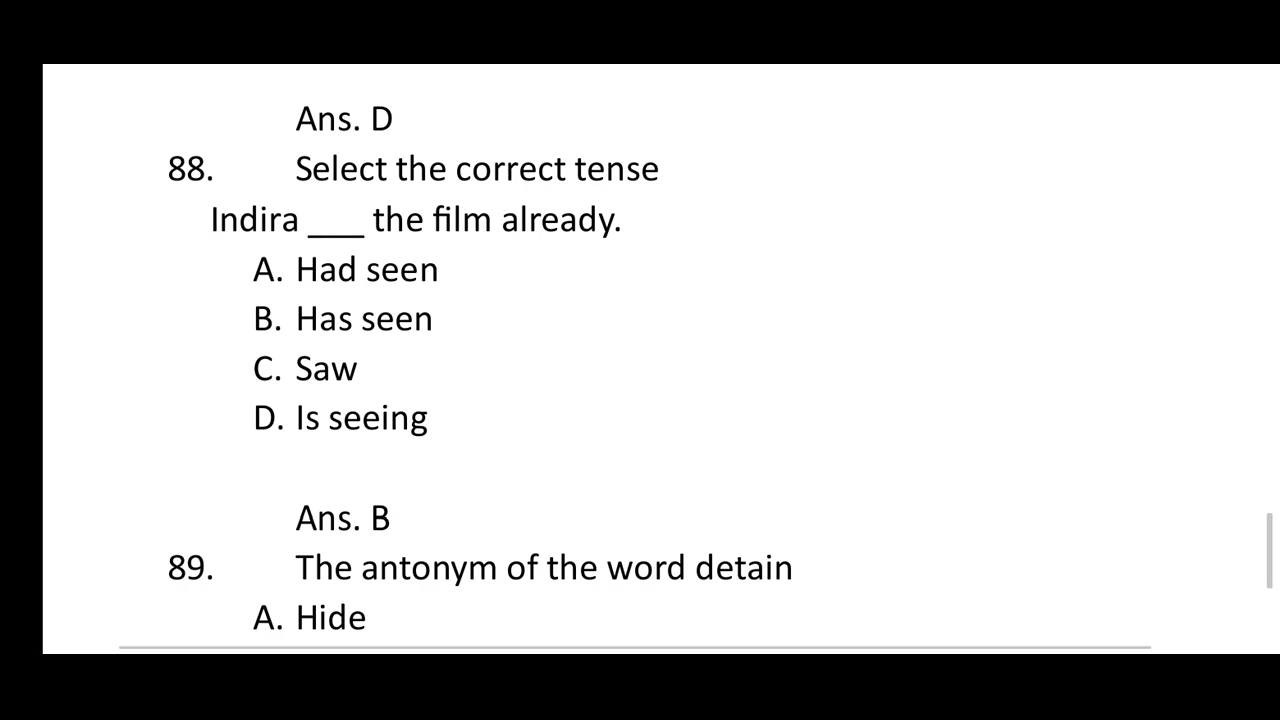 Ans. D
88. Select the correct tense
Indira ___ the film already.
A. Had seen
B. Has seen
C. Saw
D. Is seeing
Ans. B
89. The antonym of the word detain
A. Hide